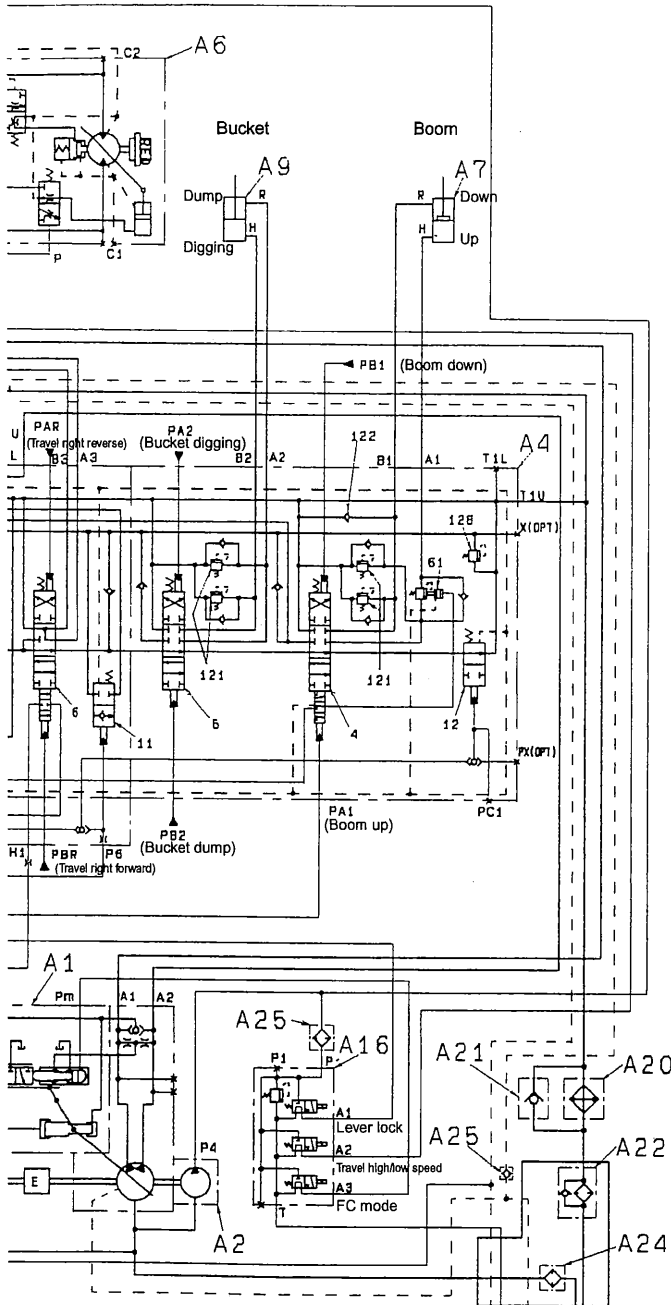 C2
A6
Bucket
Boom
A9
A7
Dump
R
R
Down
H
H
Up
Digging
C1
P
PB1 (Boom down)
U
L
PAR
(Travel right reverse)
B3
A3
PA2
(Bucket digging)
B2
A2
122
B1
A1
T1L
A4
T1U
128
X(OPT)
61
6
11
5
121
4
121
12
PX(OPT)
PC1
PA1
(Boom up)
PB2
(Bucket dump)
H1
PBR
(Travel right forward)
P6
A1
Pm
A1
A2
A25
A16
P1
P
A21
A20
A1
Lever lock
A2
Travel high/low speed
A3
FC mode
T
A25
A22
P4
E
A2
A24